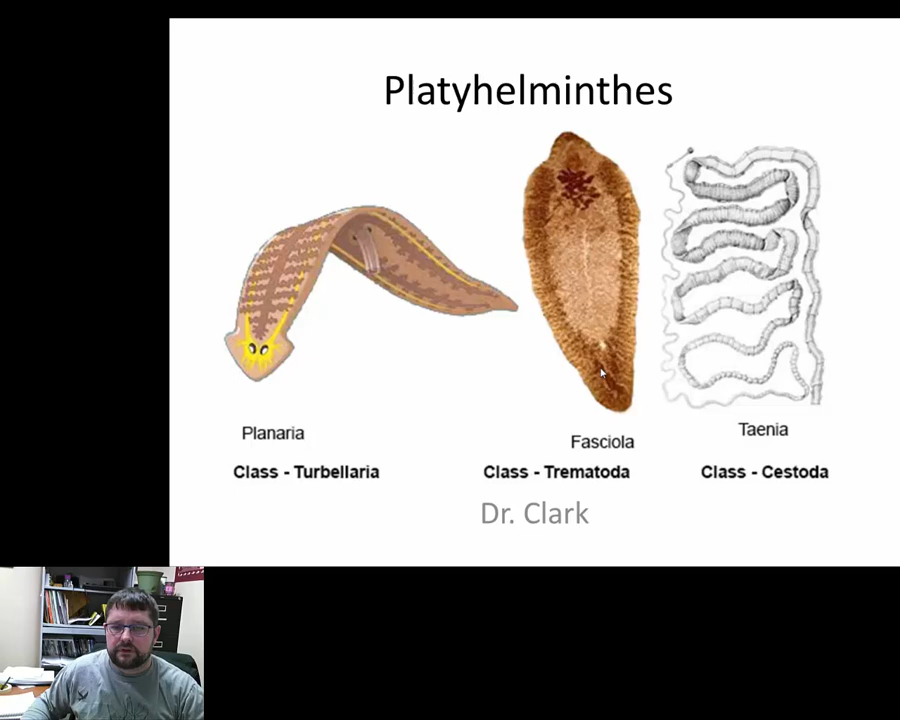 Platyhelminthes
Planaria
Fasciola
Taenia
Class - Turbellaria
Class - Trematoda
Class - Cestoda
Dr. Clark